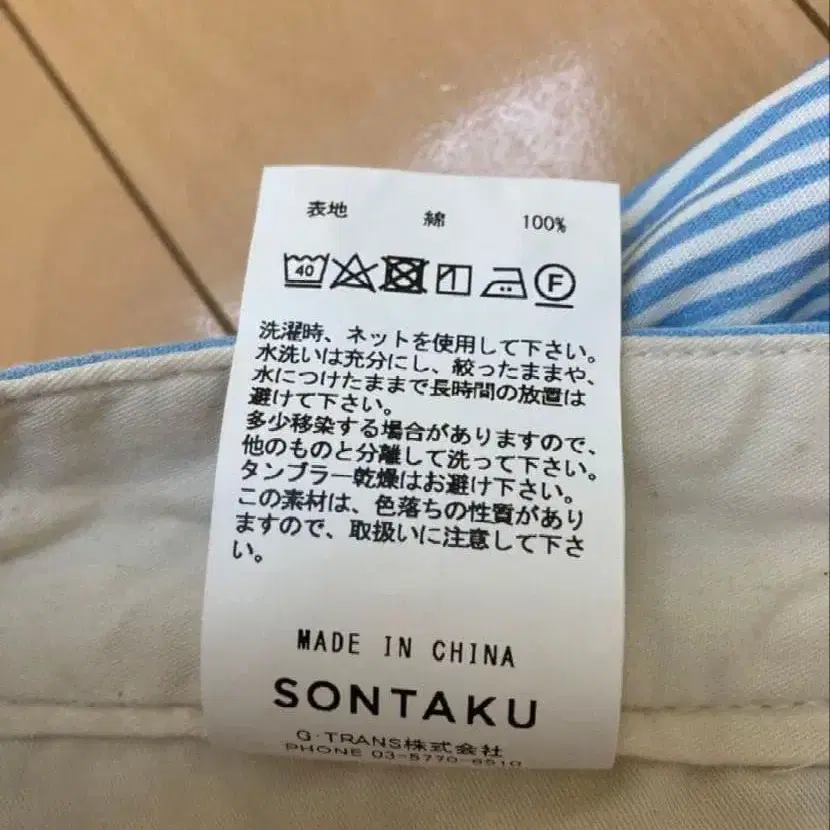 表地 綿 100%
40 F
洗濯時、ネットを使用して下さい。
水洗いは充分にし、絞ったままや、
水につけたままで長時間の放置は
避けて下さい。
多少移染する場合がありますので、
他のものと分離して洗って下さい。
タンブラー乾燥はお避け下さい。
この素材は、色落ちの性質があり
ますので、取扱いに注意して下さ
い。
MADE IN CHINA
SONTAKU
G·TRANS株式会社
PHONE 03-5770-6510